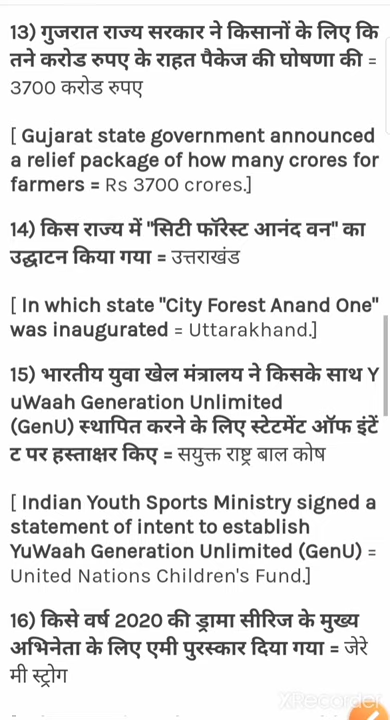 13) गुजरात राज्य सरकार ने किसानों के लिए कि
तने करोड रुपए के राहत पैकेज की घोषणा की =
3700 करोड रुपए
[ Gujarat state government announced
a relief package of how many crores for
farmers = Rs 3700 crores.]
14) किस राज्य में "सिटी फॉरेस्ट आनंद वन" का
उद्घाटन किया गया = उत्तराखंड
[ In which state "City Forest Anand One"
was inaugurated = Uttarakhand.]
15) भारतीय युवा खेल मंत्रालय ने किसके साथ Y
uWaah Generation Unlimited
(GenU) स्थापित करने के लिए स्टेटमेंट ऑफ इंटें
ट पर हस्ताक्षर किए = सयुक्त राष्ट्र बाल कोष
[ Indian Youth Sports Ministry signed a
statement of intent to establish
YuWaah Generation Unlimited (GenU) =
United Nations Children's Fund.]
16) किसे वर्ष 2020 की ड्रामा सीरिज के मुख्य
अभिनेता के लिए एमी पुरस्कार दिया गया = जेरे
मी स्ट्रोग
XRecorder